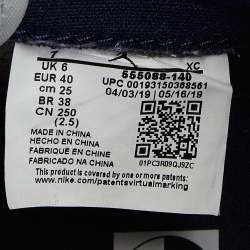 7 XC
UK 6 555088-140
EUR 40 UPC 00193150368561
cm 25 04/03/19 05/16/19
BR 38
CN 250
(2.5)
MADE IN CHINA
HECHO EN CHINA
FABRIQUE EN CHINE
FABRICADO NA CHINA
01PC3R09QJ9ZC
This product is covered by one or more patents. See
www.nike.com/patentsvirtualmarking